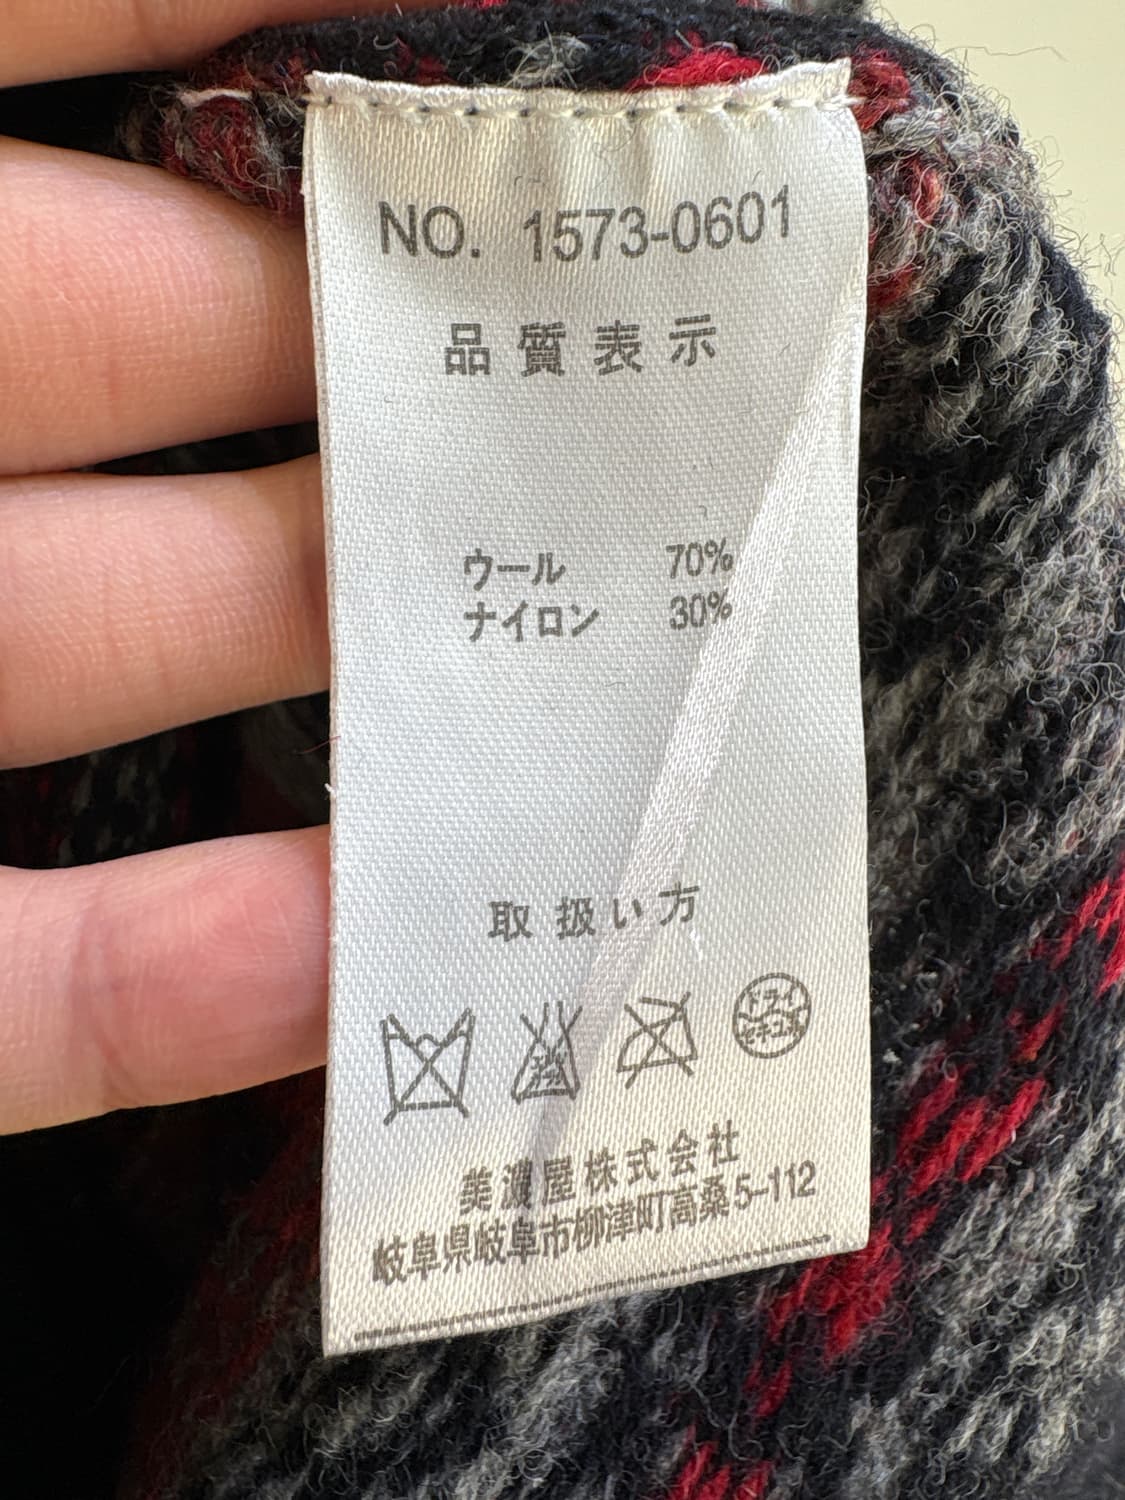 NO. 1573-0601
品質表示
ウール 70%
ナイロン 30%
取扱い方
ドライ
セキユ系
美濃屋株式会社
岐阜県岐阜市柳津町高桑5-112